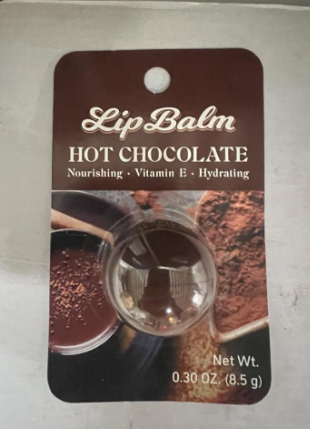 Lip Balm
HOT CHOCOLATE
Nourishing · Vitamin E · Hydrating
Net Wt.
0.30 OZ. (8.5 g)